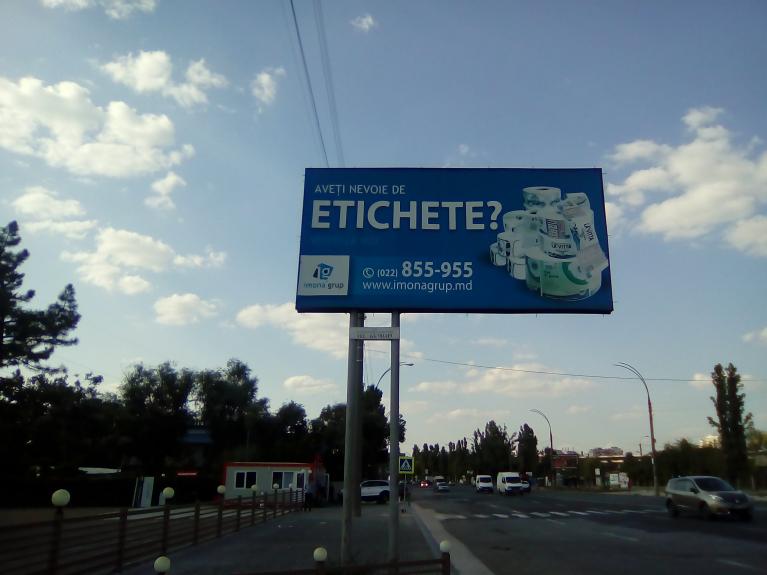 AVEȚI NEVOIE DE
ETICHETE?
imona grup
(022) 855-955
www.imonagrup.md